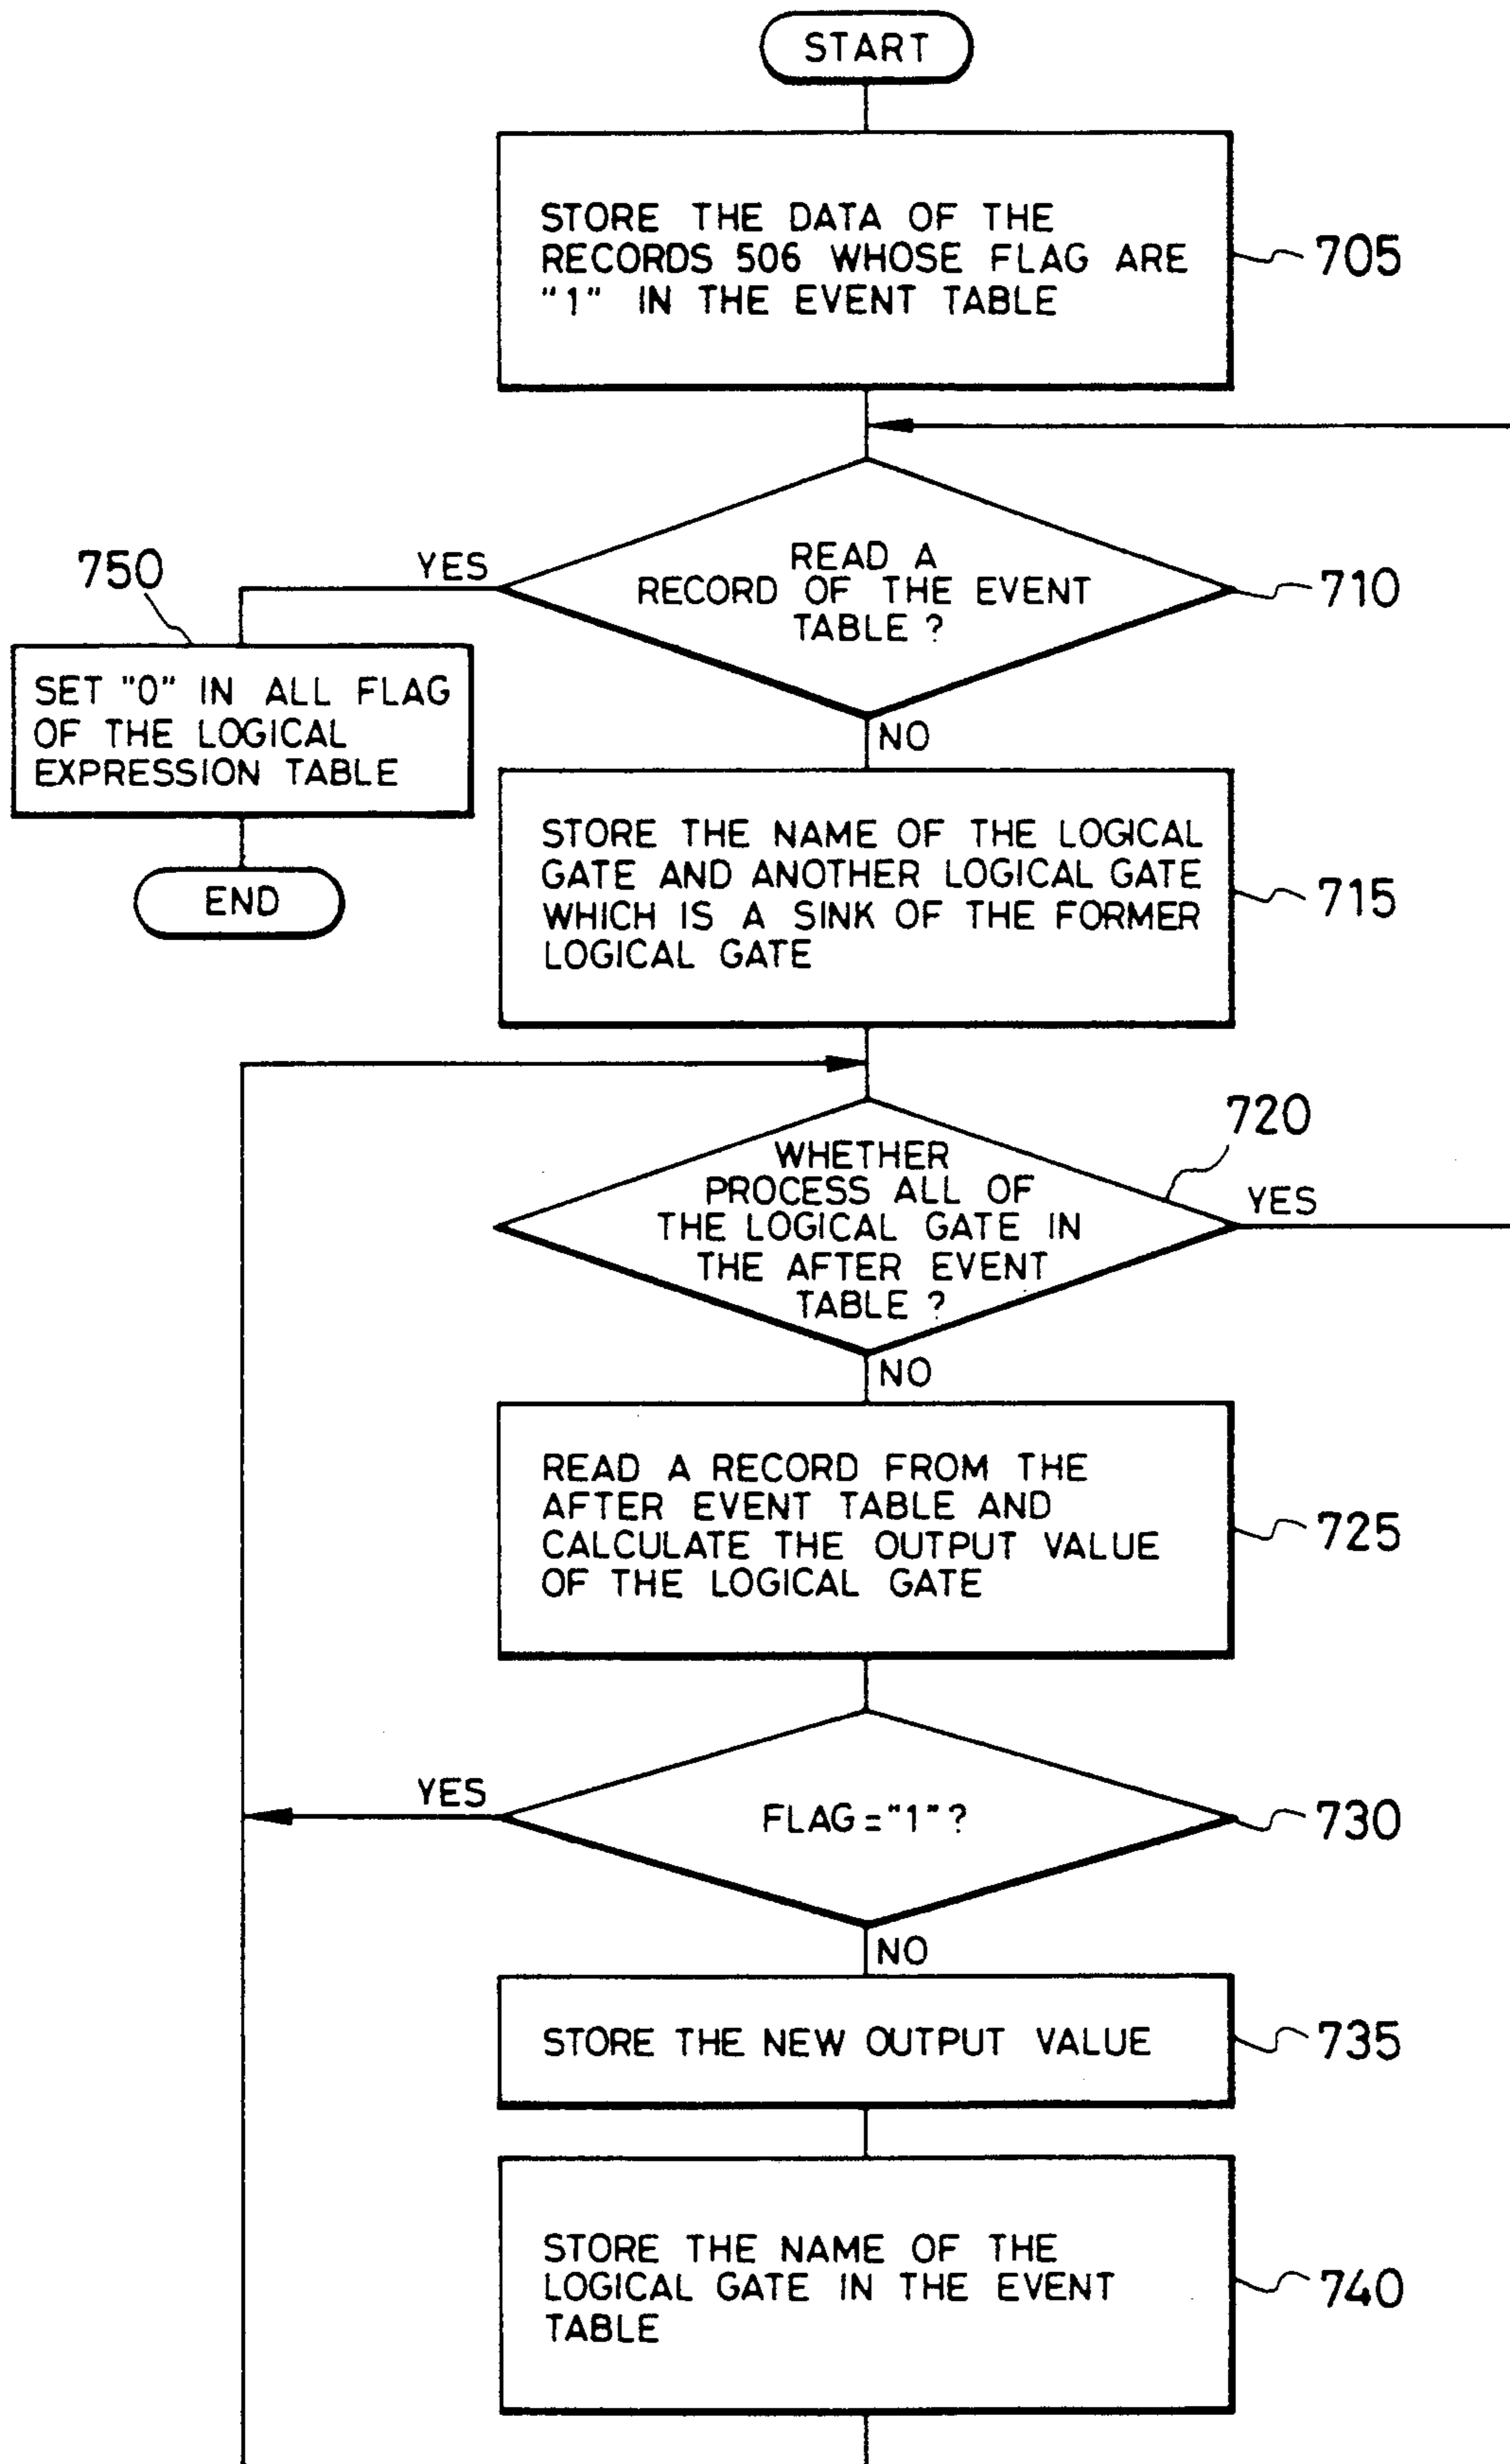 START
STORE THE DATA OF THE
RECORDS 506 WHOSE FLAG ARE
"1" IN THE EVENT TABLE
705
READ A
RECORD OF THE EVENT
TABLE ?
710
YES
750
SET "0" IN ALL FLAG
OF THE LOGICAL
EXPRESSION TABLE
END
NO
STORE THE NAME OF THE LOGICAL
GATE AND ANOTHER LOGICAL GATE
WHICH IS A SINK OF THE FORMER
LOGICAL GATE
715
WHETHER
PROCESS ALL OF
THE LOGICAL GATE IN
THE AFTER EVENT
TABLE ?
720
YES
NO
READ A RECORD FROM THE
AFTER EVENT TABLE AND
CALCULATE THE OUTPUT VALUE
OF THE LOGICAL GATE
725
YES
FLAG="1"?
730
NO
STORE THE NEW OUTPUT VALUE
735
STORE THE NAME OF THE
LOGICAL GATE IN THE EVENT
TABLE
740